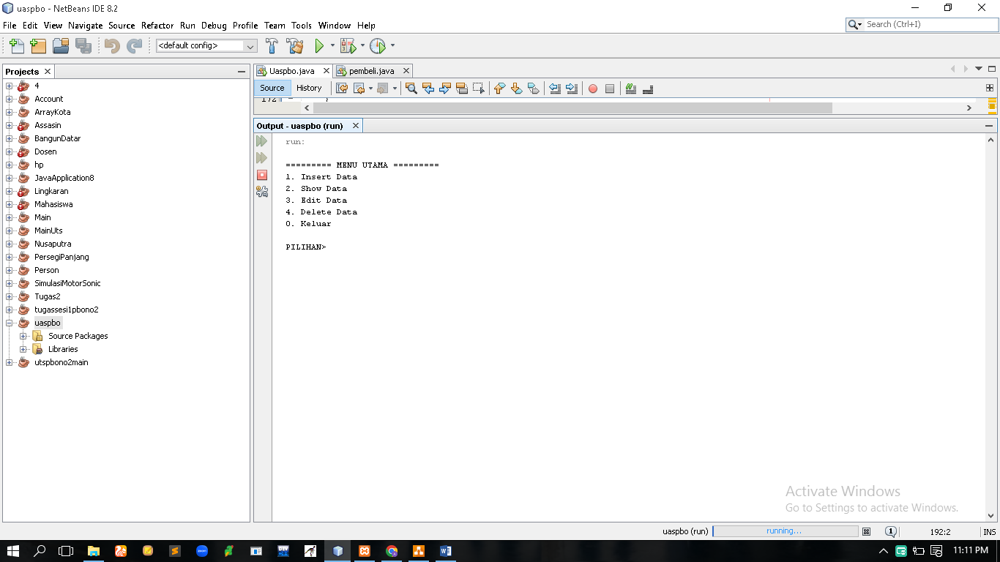 uaspbo - NetBeans IDE 8.2
File Edit View Navigate Source Refactor Run Debug Profile Team Tools Window Help
Search (Ctrl+I)
<default config>
Projects
4
Account
ArrayKota
Assasin
BangunDatar
Dosen
hp
JavaApplication8
Lingkaran
Mahasiswa
Main
MainUts
Nusaputra
PersegiPanjang
Person
SimulasiMotorSonic
Tugas2
tugassesi1pbono2
uaspbo
Source Packages
Libraries
utspbono2main
Uaspbo.java
pembeli.java
Source History
172
Output - uaspbo (run)
run:
========= MENU UTAMA =========
1. Insert Data
2. Show Data
3. Edit Data
4. Delete Data
0. Keluar
PILIHAN>
Activate Windows
Go to Settings to activate Windows.
uaspbo (run) running... 1 192:2 INS
11:11 PM